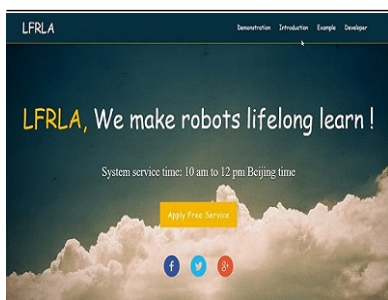 LFRLA
Demonstration Introduction Example Developer
LFRLA, We make robots lifelong learn !
System service time: 10 am to 12 pm Beijing time
Apply Free Service
f
8+